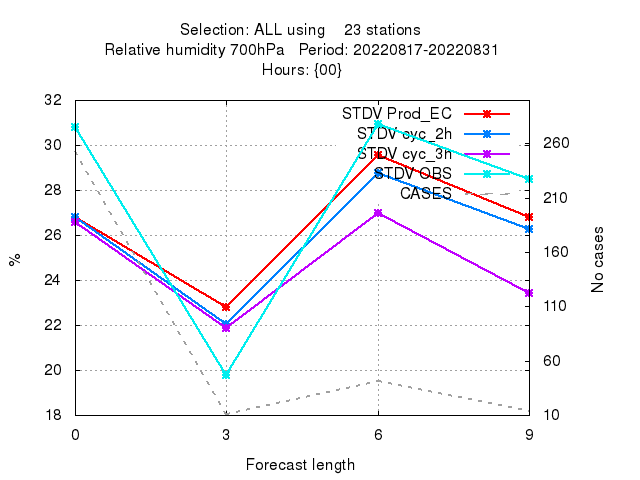 Selection: ALL using    23 stations
Relative humidity 700hPa   Period: 20220817-20220831
Hours: {00}
STDV Prod_EC
STDV cyc_2h
STDV cyc_3h
STDV OBS
CASES
32
30
28
26
24
22
20
18
260
210
160
110
60
10
%
No cases
0 3 6 9
Forecast length